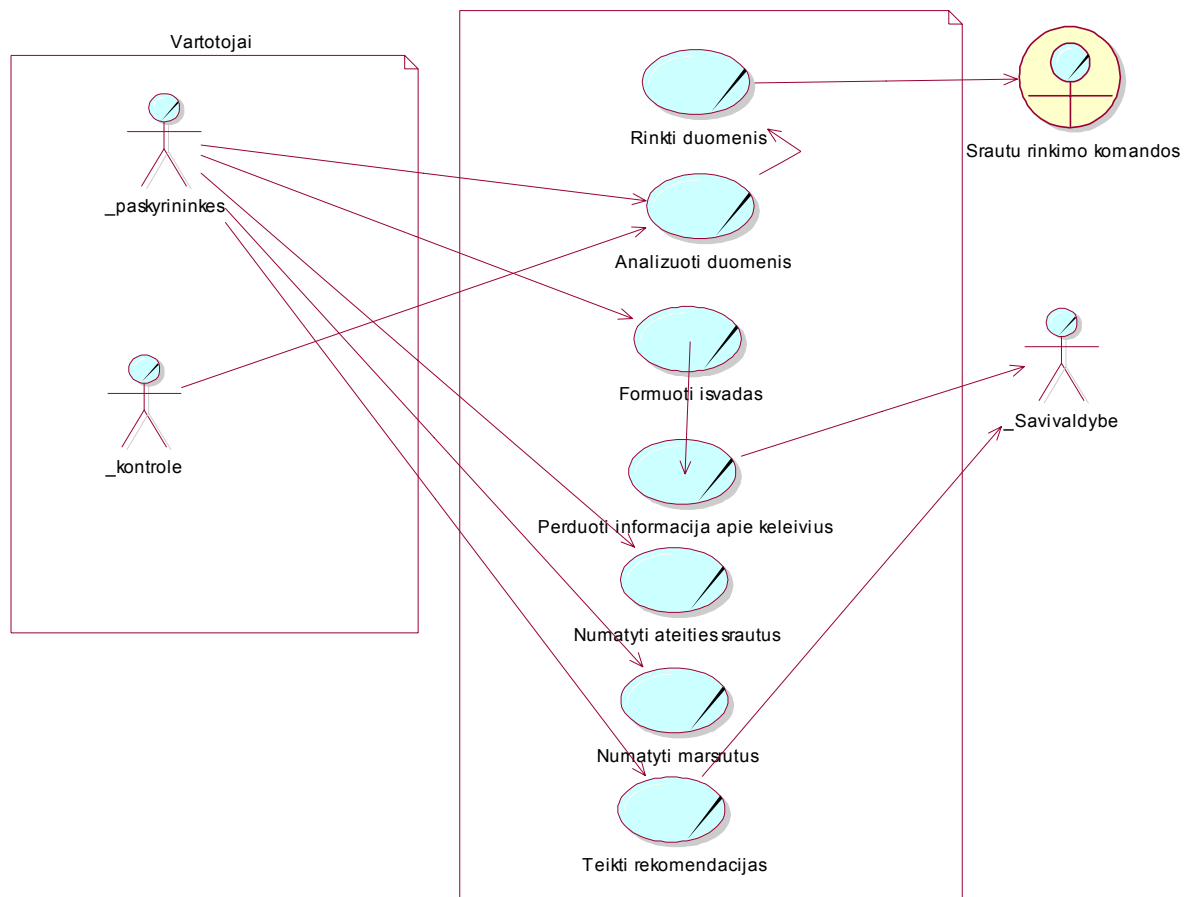 Vartotojai
_paskyrininkes
_kontrole
Rinkti duomenis
Analizuoti duomenis
Formuoti isvadas
Perduoti informacija apie keleivius
Numatyti ateities srautus
Numatyti marsrutus
Teikti rekomendacijas
Srautu rinkimo komandos
_Savivaldybe